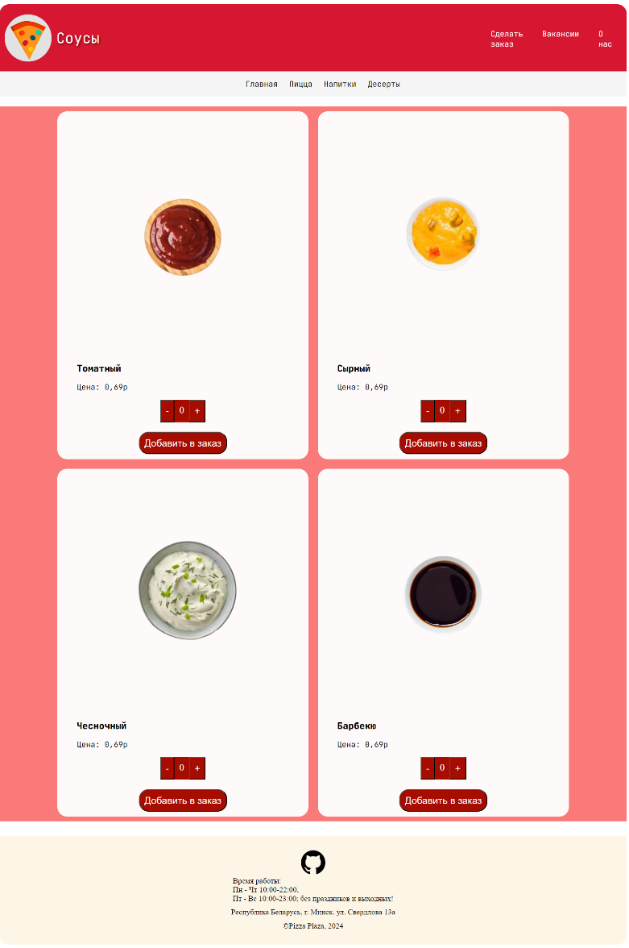 Соусы
Сделать
заказ
Вакансии
О
нас
Главная Пицца Напитки Десерты
Томатный
Цена: 0,69р
- 0 +
Добавить в заказ
Сырный
Цена: 0,69р
- 0 +
Добавить в заказ
Чесночный
Цена: 0,69р
- 0 +
Добавить в заказ
Барбекю
Цена: 0,69р
- 0 +
Добавить в заказ
Время работы:
Пн - Чт 10:00-22:00,
Пт - Вс 10:00-23:00; без праздников и выходных!
Республика Беларусь, г. Минск. ул. Свердлова 13а
©Pizza Plaza, 2024